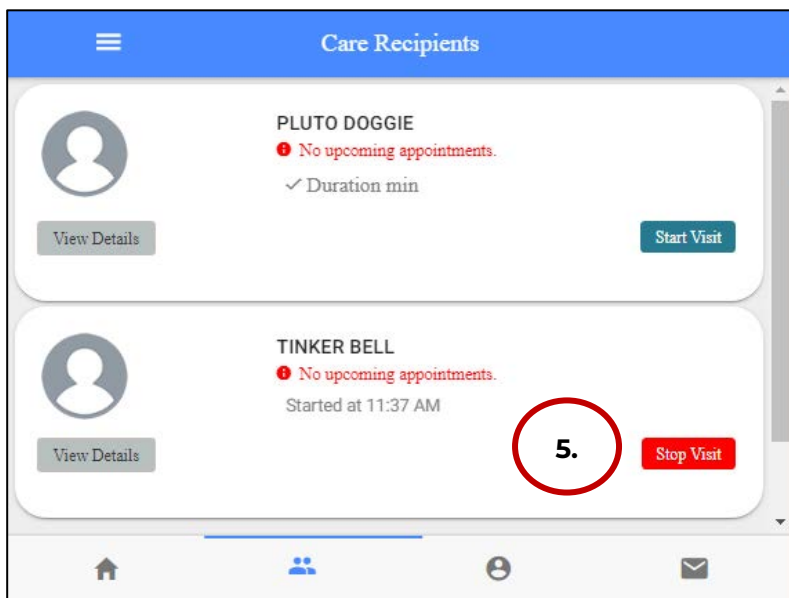 Care Recipients
PLUTO DOGGIE
No upcoming appointments.
Duration min
View Details
Start Visit
TINKER BELL
No upcoming appointments.
Started at 11:37 AM
5.
View Details
Stop Visit